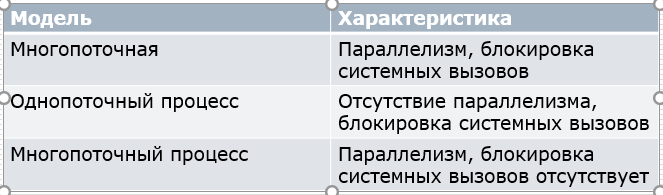 Модель Характеристика
Многопоточная Параллелизм, блокировка
системных вызовов
Однопоточный процесс Отсутствие параллелизма,
блокировка системных вызовов
Многопоточный процесс Параллелизм, блокировка
системных вызовов отсутствует